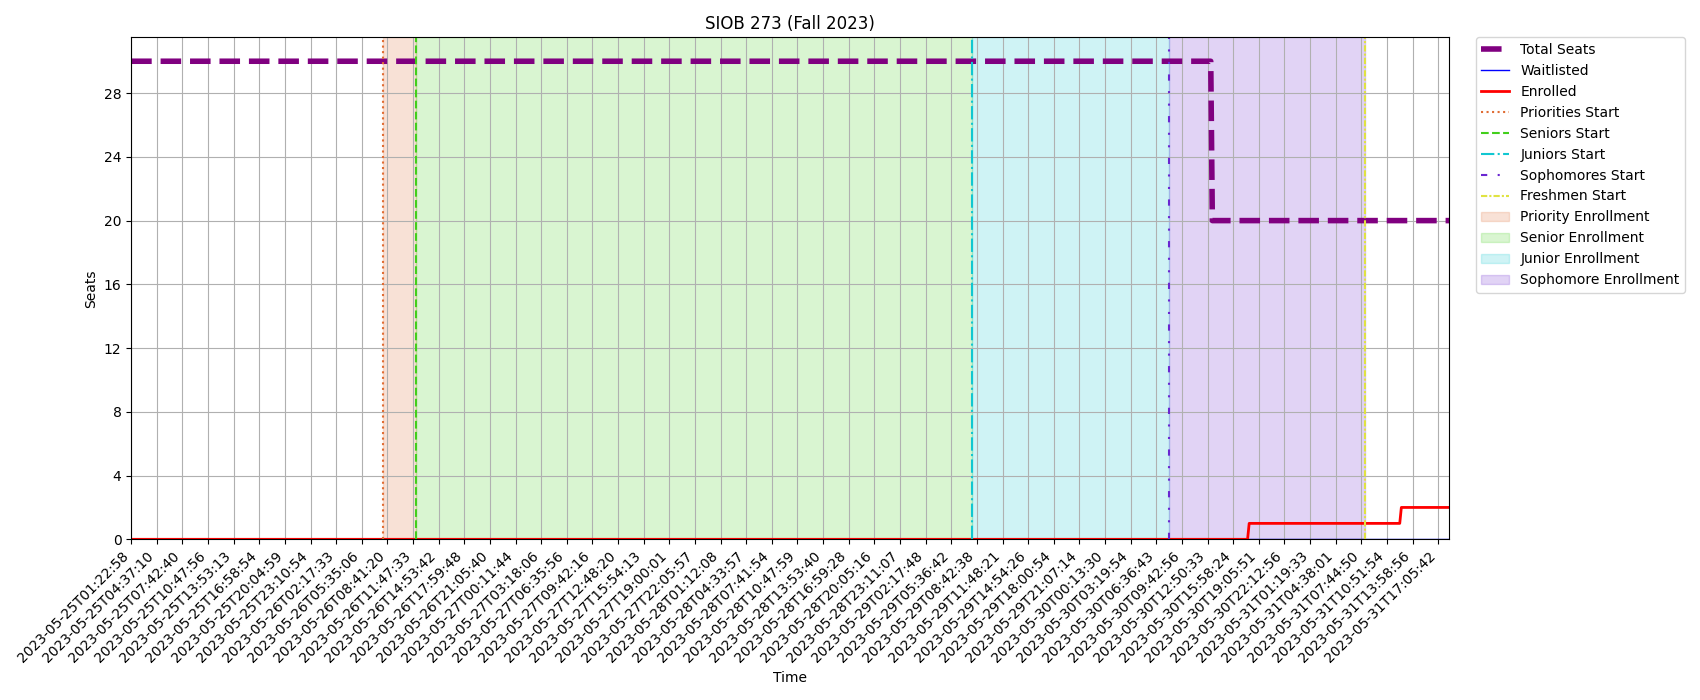 SIOB 273 (Fall 2023)
Total Seats
Waitlisted
Enrolled
Priorities Start
Seniors Start
Juniors Start
Sophomores Start
Freshmen Start
Priority Enrollment
Senior Enrollment
Junior Enrollment
Sophomore Enrollment
Seats
28
24
20
16
12
8
4
0
2023-05-25T01:22:58
2023-05-25T04:37:10
2023-05-25T07:42:40
2023-05-25T10:47:56
2023-05-25T13:53:13
2023-05-25T16:58:54
2023-05-25T20:04:59
2023-05-25T23:10:54
2023-05-26T02:17:33
2023-05-26T05:35:06
2023-05-26T08:41:20
2023-05-26T11:47:33
2023-05-26T14:53:42
2023-05-26T17:59:48
2023-05-26T21:05:40
2023-05-27T00:11:44
2023-05-27T03:18:06
2023-05-27T06:35:56
2023-05-27T09:42:16
2023-05-27T12:48:20
2023-05-27T15:54:13
2023-05-27T19:00:01
2023-05-27T22:05:57
2023-05-28T01:12:08
2023-05-28T04:33:57
2023-05-28T07:41:54
2023-05-28T10:47:59
2023-05-28T13:53:40
2023-05-28T16:59:28
2023-05-28T20:05:16
2023-05-28T23:11:07
2023-05-29T02:17:48
2023-05-29T05:36:42
2023-05-29T08:42:38
2023-05-29T11:48:21
2023-05-29T14:54:26
2023-05-29T18:00:54
2023-05-29T21:07:14
2023-05-30T00:13:30
2023-05-30T03:19:54
2023-05-30T06:36:43
2023-05-30T09:42:56
2023-05-30T12:50:33
2023-05-30T15:58:24
2023-05-30T19:05:51
2023-05-30T22:12:56
2023-05-31T01:19:33
2023-05-31T04:38:01
2023-05-31T07:44:50
2023-05-31T10:51:54
2023-05-31T13:58:56
2023-05-31T17:05:42
Time